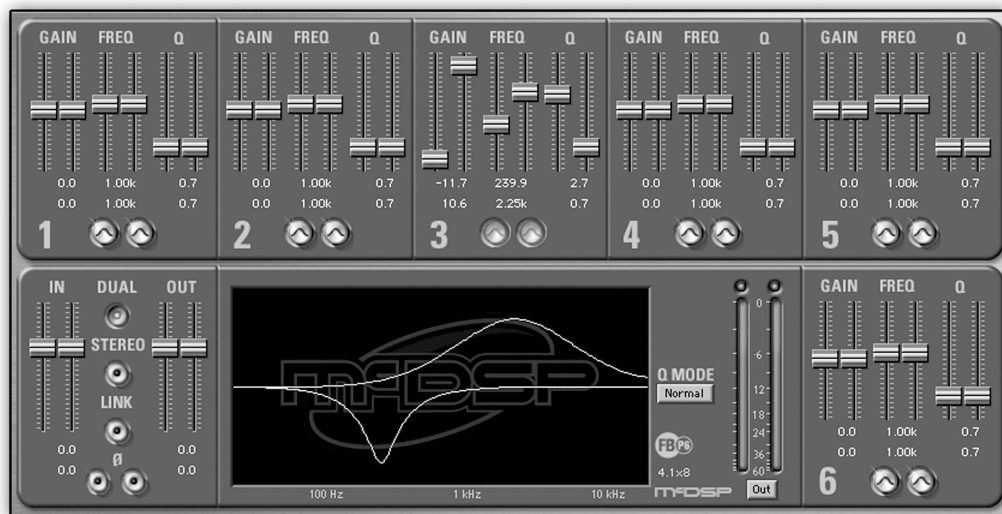 GAIN FREQ Q
0.0 1.00k 0.7
0.0 1.00k 0.7
1
GAIN FREQ Q
0.0 1.00k 0.7
0.0 1.00k 0.7
2
GAIN FREQ Q
-11.7 239.9 2.7
10.6 2.25k 0.7
3
GAIN FREQ Q
0.0 1.00k 0.7
0.0 1.00k 0.7
4
GAIN FREQ Q
0.0 1.00k 0.7
0.0 1.00k 0.7
5
IN DUAL OUT
STEREO
LINK
0.0 0.0
0.0 Ø 0.0
McDSP
100 Hz 1 kHz 10 kHz
Q MODE
Normal
FB P6
4.1x8
McDSP
0
-6
12
18
24
36
60
Out
GAIN FREQ Q
0.0 1.00k 0.7
0.0 1.00k 0.7
6